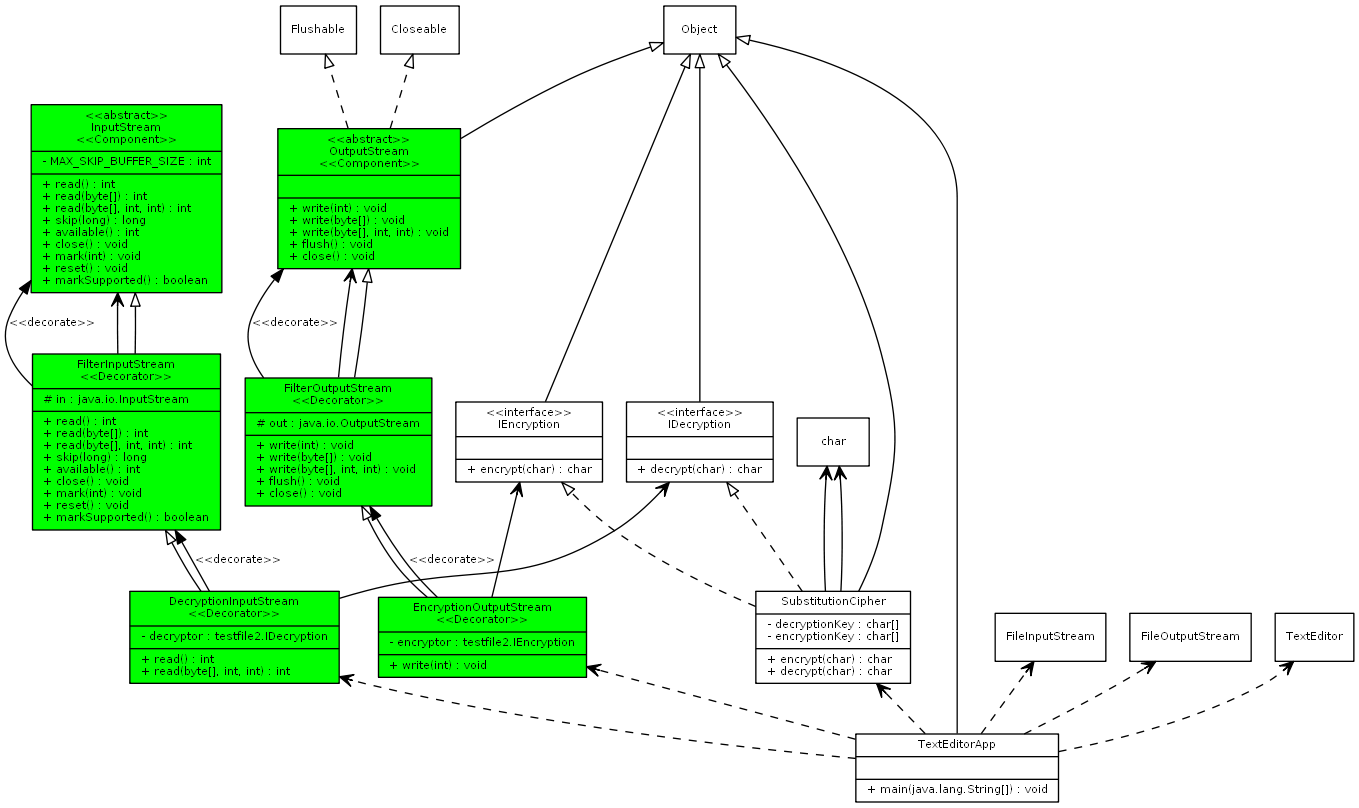 Flushable
Closeable
Object
<<abstract>>
InputStream
<<Component>>
- MAX_SKIP_BUFFER_SIZE : int
+ read() : int
+ read(byte[]) : int
+ read(byte[], int, int) : int
+ skip(long) : long
+ available() : int
+ close() : void
+ mark(int) : void
+ reset() : void
+ markSupported() : boolean
<<abstract>>
OutputStream
<<Component>>
+ write(int) : void
+ write(byte[]) : void
+ write(byte[], int, int) : void
+ flush() : void
+ close() : void
<<decorate>>
<<decorate>>
FilterInputStream
<<Decorator>>
# in : java.io.InputStream
+ read() : int
+ read(byte[]) : int
+ read(byte[], int, int) : int
+ skip(long) : long
+ available() : int
+ close() : void
+ mark(int) : void
+ reset() : void
+ markSupported() : boolean
FilterOutputStream
<<Decorator>>
# out : java.io.OutputStream
+ write(int) : void
+ write(byte[]) : void
+ write(byte[], int, int) : void
+ flush() : void
+ close() : void
<<interface>>
IEncryption
+ encrypt(char) : char
<<interface>>
IDecryption
+ decrypt(char) : char
char
<<decorate>>
<<decorate>>
DecryptionInputStream
<<Decorator>>
- decryptor : testfile2.IDecryption
+ read() : int
+ read(byte[], int, int) : int
EncryptionOutputStream
<<Decorator>>
- encryptor : testfile2.IEncryption
+ write(int) : void
SubstitutionCipher
- decryptionKey : char[]
- encryptionKey : char[]
+ encrypt(char) : char
+ decrypt(char) : char
FileInputStream
FileOutputStream
TextEditor
TextEditorApp
+ main(java.lang.String[]) : void